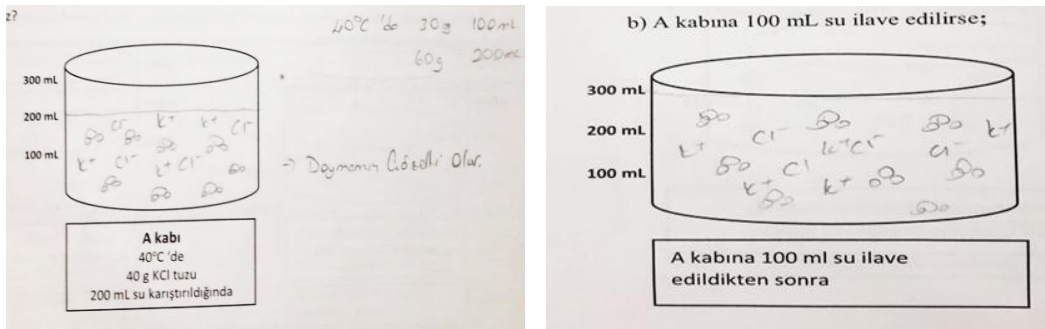 z?
40°C 'de 30g 100mL
60g 200mL
300 mL
200 mL
100 mL
Cl⁻ K⁺ K⁺ Cl⁻
K⁺ Cl⁻ K⁺ Cl⁻
→ Doymamış Çözelti Olur.
A kabı
40°C 'de
40 g KCl tuzu
200 mL su karıştırıldığında
b) A kabına 100 mL su ilave edilirse;
300 mL
200 mL
100 mL
K⁺ Cl⁻ K⁺Cl⁻ Cl⁻ K⁺
K⁺ Cl K⁺
A kabına 100 ml su ilave
edildikten sonra